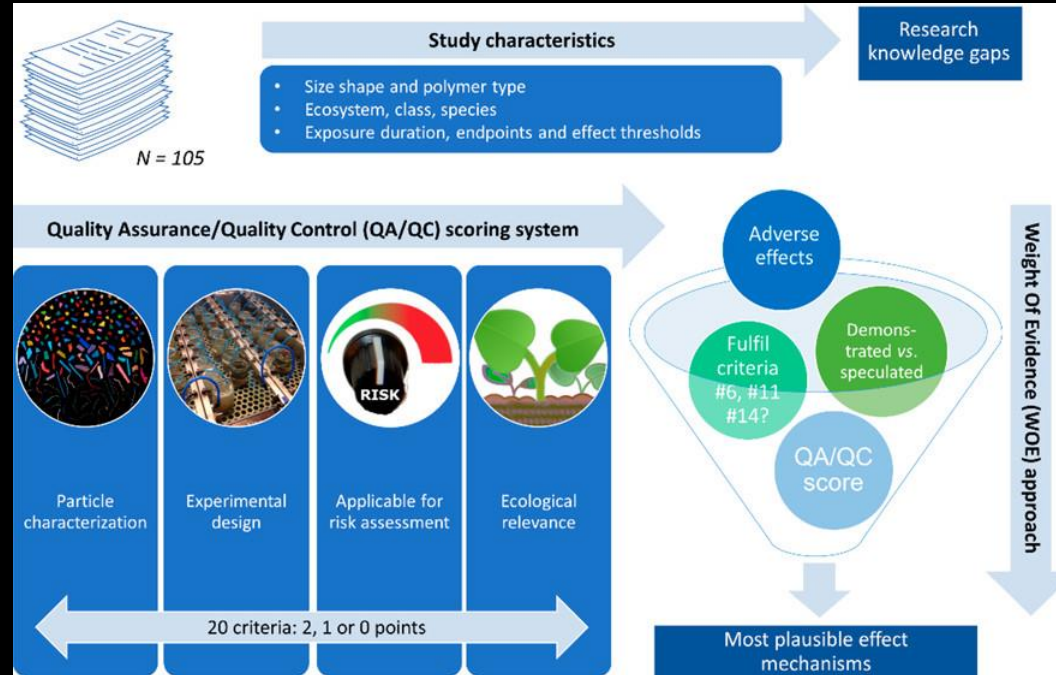 Study characteristics
Research
knowledge gaps
• Size shape and polymer type
• Ecosystem, class, species
• Exposure duration, endpoints and effect thresholds
N = 105
Quality Assurance/Quality Control (QA/QC) scoring system
Particle
characterization
Experimental
design
RISK
Applicable for
risk assessment
Ecological
relevance
20 criteria: 2, 1 or 0 points
Adverse
effects
Fulfil
criteria
#6, #11
#14?
Demons-
trated vs.
speculated
QA/QC
score
Weight Of Evidence (WOE) approach
Most plausible effect
mechanisms